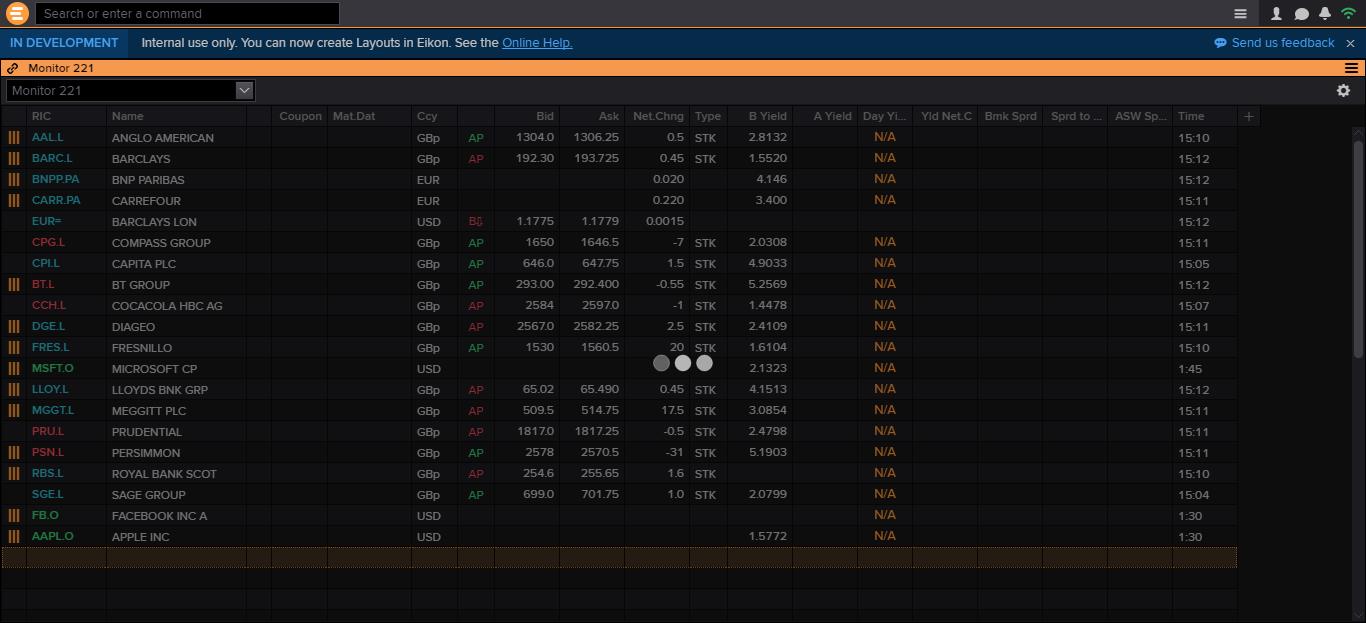 Search or enter a command
IN DEVELOPMENT Internal use only. You can now create Layouts in Eikon. See the Online Help. Send us feedback
Monitor 221
Monitor 221
RIC Name Coupon Mat.Dat Ccy Bid Ask Net.Chng Type B Yield A Yield Day Yi... Yld Net.C Bmk Sprd Sprd to ... ASW Sp... Time +
AAL.L ANGLO AMERICAN GBp AP 1304.0 1306.25 0.5 STK 2.8132 N/A 15:10
BARC.L BARCLAYS GBp AP 192.30 193.725 0.45 STK 1.5520 N/A 15:12
BNPP.PA BNP PARIBAS EUR 0.020 4.146 N/A 15:12
CARR.PA CARREFOUR EUR 0.220 3.400 N/A 15:11
EUR= BARCLAYS LON USD 1.1775 1.1779 0.0015 15:12
CPG.L COMPASS GROUP GBp AP 1650 1646.5 -7 STK 2.0308 N/A 15:11
CPI.L CAPITA PLC GBp AP 646.0 647.75 1.5 STK 4.9033 N/A 15:05
BT.L BT GROUP GBp AP 293.00 292.400 -0.55 STK 5.2569 N/A 15:12
CCH.L COCACOLA HBC AG GBp AP 2584 2597.0 -1 STK 1.4478 N/A 15:07
DGE.L DIAGEO GBp AP 2567.0 2582.25 2.5 STK 2.4109 N/A 15:11
FRES.L FRESNILLO GBp AP 1530 1560.5 20 STK 1.6104 N/A 15:10
MSFT.O MICROSOFT CP USD 2.1323 N/A 1:45
LLOY.L LLOYDS BNK GRP GBp AP 65.02 65.490 0.45 STK 4.1513 N/A 15:12
MGGT.L MEGGITT PLC GBp AP 509.5 514.75 17.5 STK 3.0854 N/A 15:11
PRU.L PRUDENTIAL GBp AP 1817.0 1817.25 -0.5 STK 2.4798 N/A 15:11
PSN.L PERSIMMON GBp AP 2578 2570.5 -31 STK 5.1903 N/A 15:11
RBS.L ROYAL BANK SCOT GBp AP 254.6 255.65 1.6 STK N/A 15:10
SGE.L SAGE GROUP GBp AP 699.0 701.75 1.0 STK 2.0799 N/A 15:04
FB.O FACEBOOK INC A USD N/A 1:30
AAPL.O APPLE INC USD 1.5772 N/A 1:30